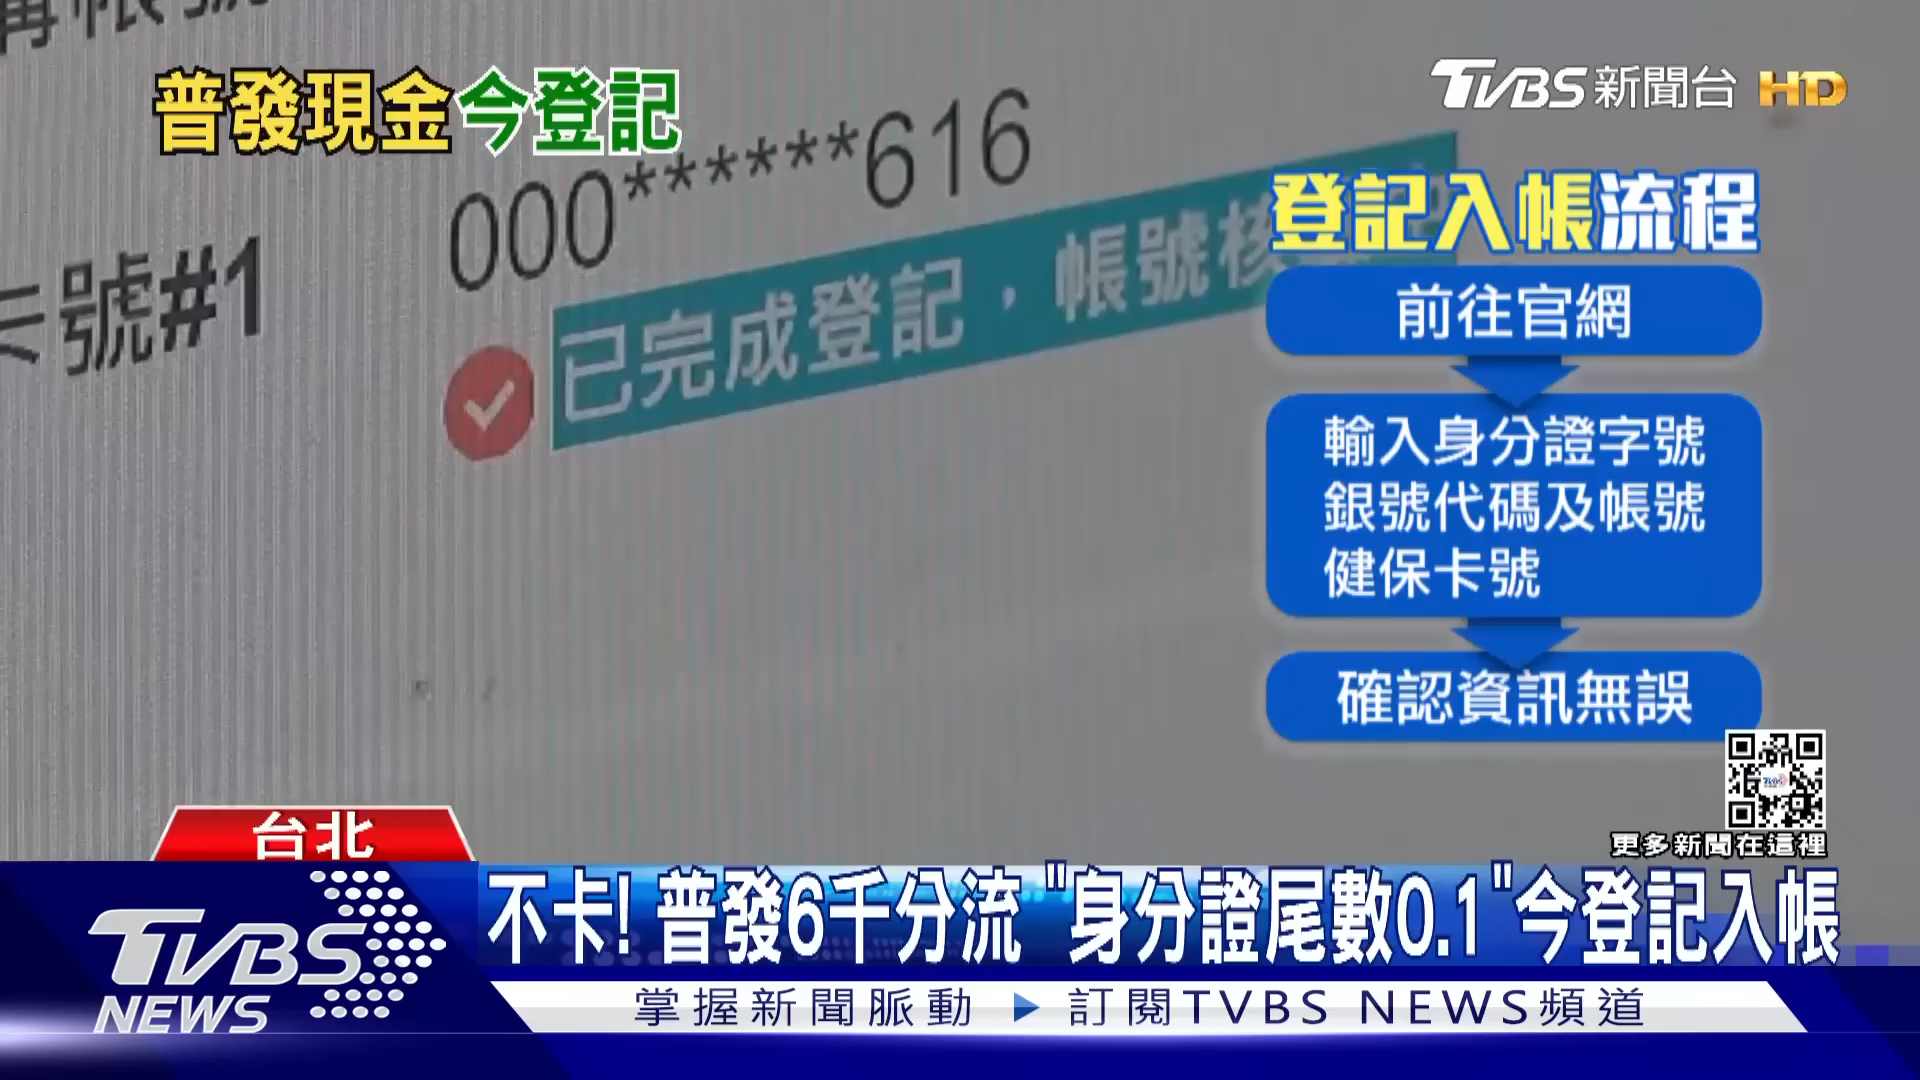 普發現金今登記
TVBS新聞台 HD
000******616
卡號#1
已完成登記，帳號核
登記入帳流程
前往官網
輸入身分證字號
銀號代碼及帳號
健保卡號
確認資訊無誤
更多新聞在這裡
台北
不卡! 普發6千分流 "身分證尾數0.1"今登記入帳
TVBS
NEWS
掌握新聞脈動 ▶ 訂閱TVBS NEWS頻道